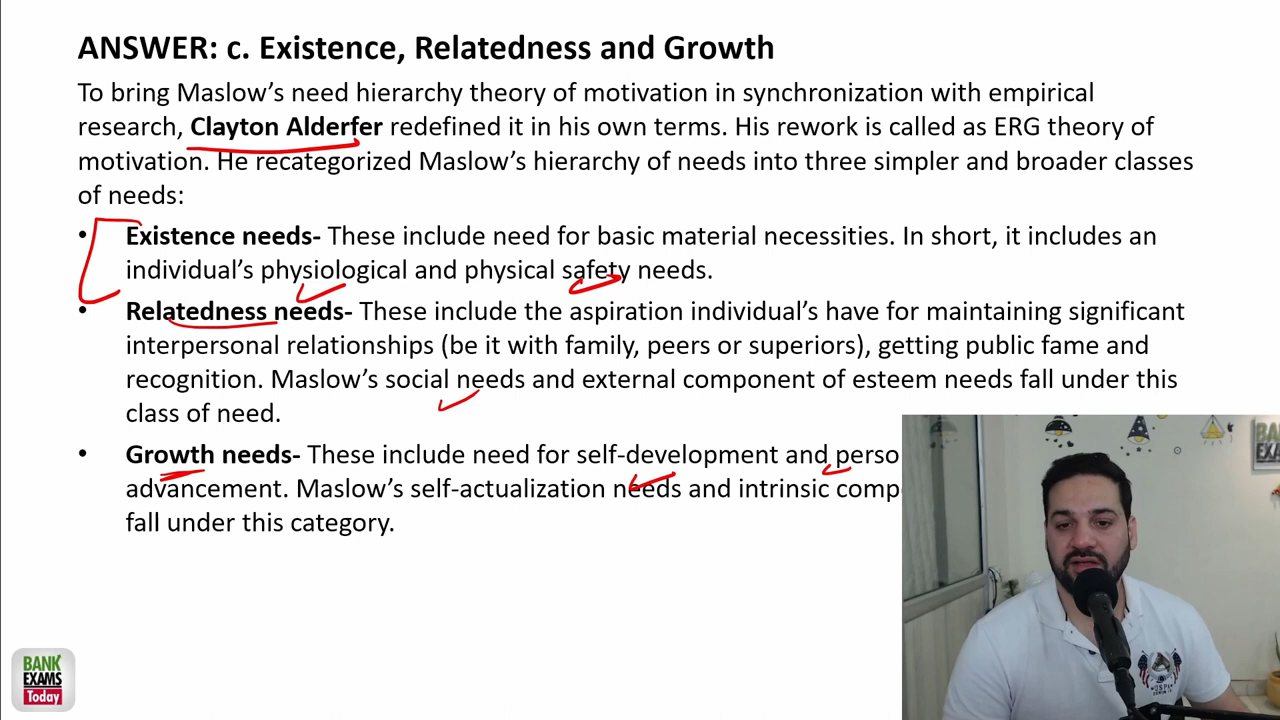 ANSWER: c. Existence, Relatedness and Growth
To bring Maslow’s need hierarchy theory of motivation in synchronization with empirical
research, Clayton Alderfer redefined it in his own terms. His rework is called as ERG theory of
motivation. He recategorized Maslow’s hierarchy of needs into three simpler and broader classes
of needs:
• Existence needs- These include need for basic material necessities. In short, it includes an
individual’s physiological and physical safety needs.
• Relatedness needs- These include the aspiration individual’s have for maintaining significant
interpersonal relationships (be it with family, peers or superiors), getting public fame and
recognition. Maslow’s social needs and external component of esteem needs fall under this
class of need.
• Growth needs- These include need for self-development and perso
advancement. Maslow’s self-actualization needs and intrinsic comp
fall under this category.
BANK
EXAMS
Today
BANK
EXA